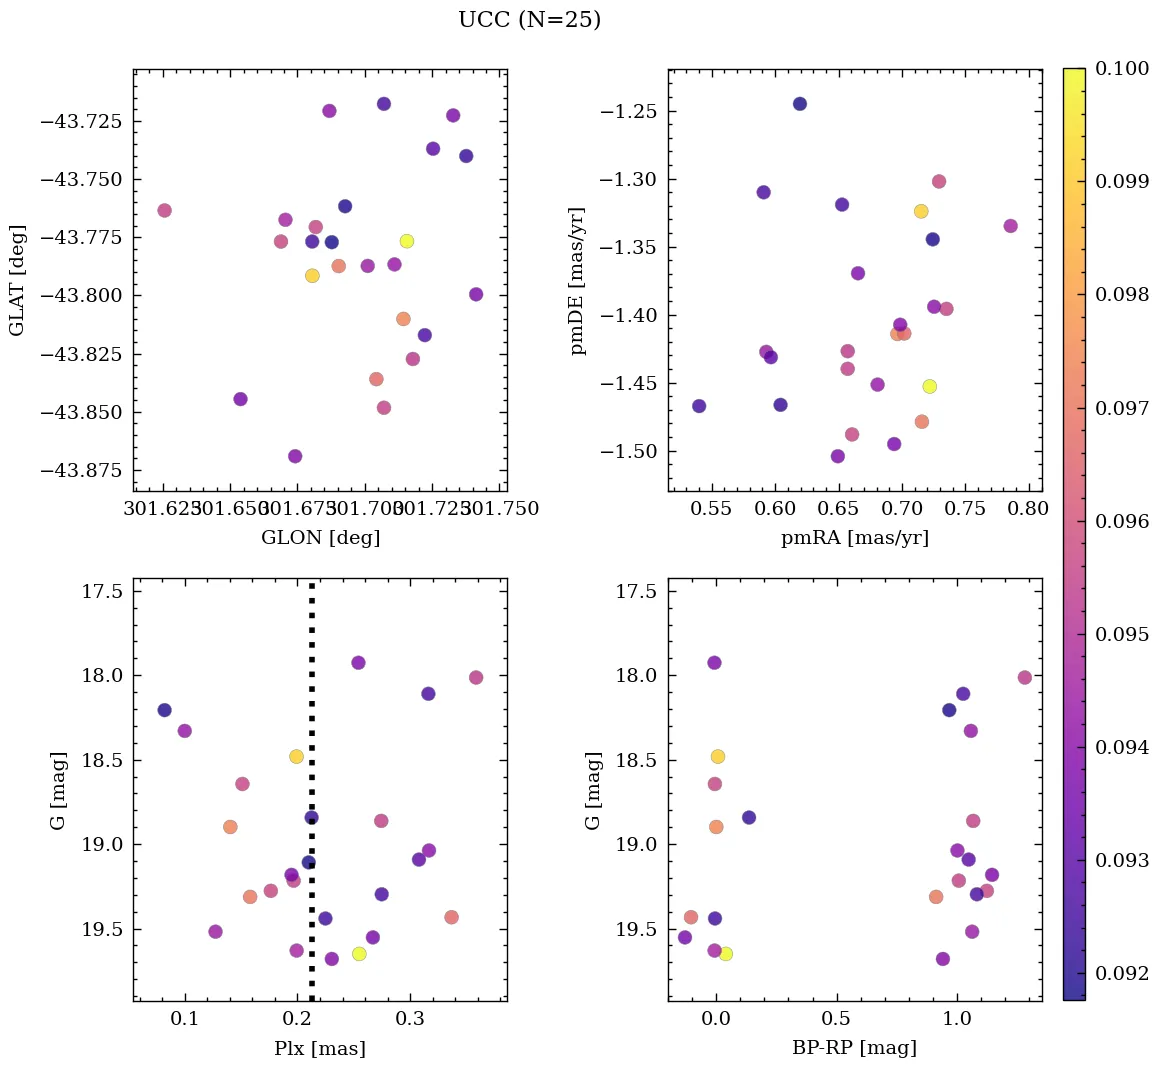 UCC (N=25)
−43.725
−43.750
−43.775
−43.800
−43.825
−43.850
−43.875
GLAT [deg]
301.625 301.650 301.675 301.700 301.725 301.750
GLON [deg]
−1.25
−1.30
−1.35
−1.40
−1.45
−1.50
pmDE [mas/yr]
0.55 0.60 0.65 0.70 0.75 0.80
pmRA [mas/yr]
17.5
18.0
18.5
19.0
19.5
G [mag]
0.1 0.2 0.3
Plx [mas]
17.5
18.0
18.5
19.0
19.5
G [mag]
0.0 0.5 1.0
BP-RP [mag]
0.100
0.099
0.098
0.097
0.096
0.095
0.094
0.093
0.092